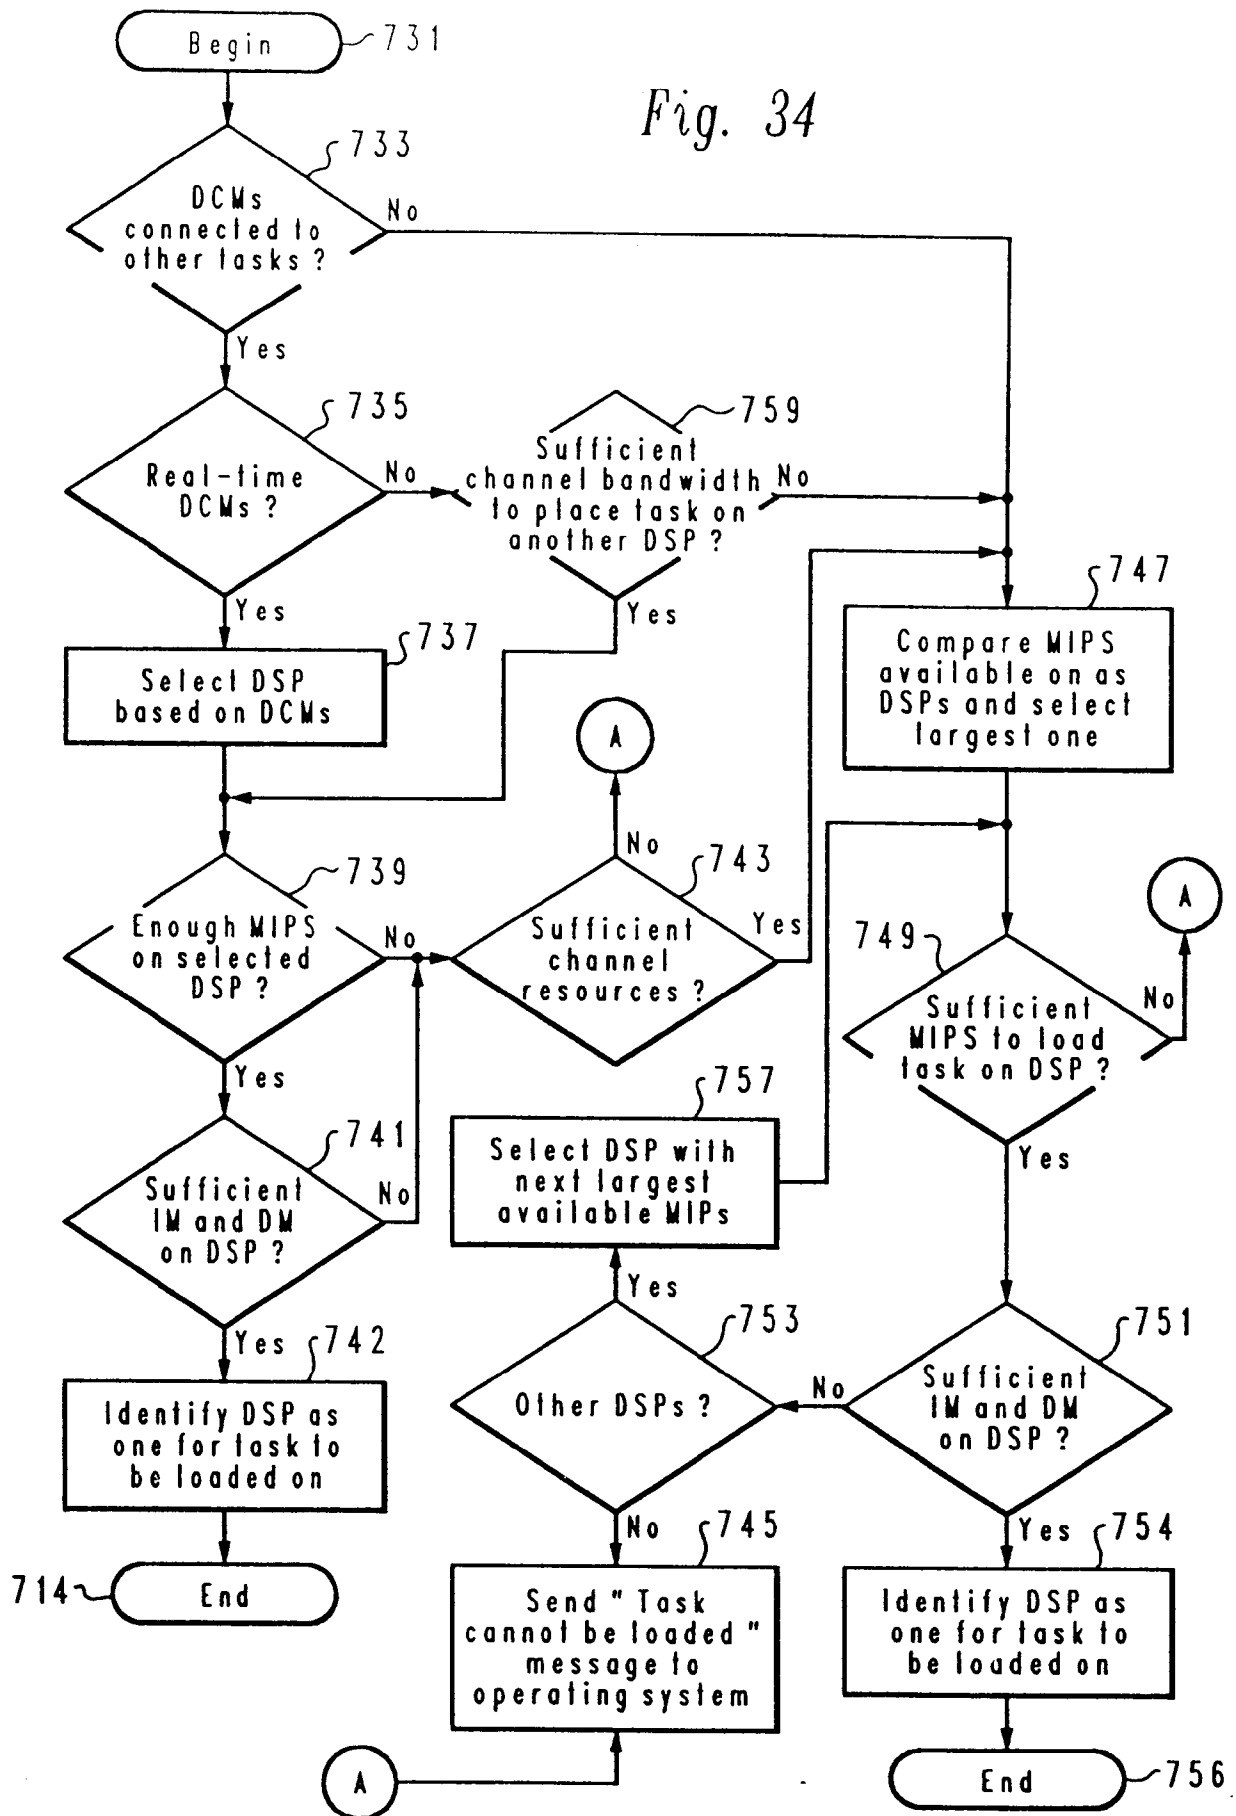 Begin
731
Fig. 34
733
DCMs
connected to
other tasks ?
No
Yes
735
Real-time
DCMs ?
No
759
Sufficient
channel bandwidth
to place task on
another DSP ?
No
Yes
Yes
737
Select DSP
based on DCMs
747
Compare MIPS
available on as
DSPs and select
largest one
A
739
Enough MIPS
on selected
DSP ?
No
Yes
No
743
Sufficient
channel
resources ?
Yes
A
749
Sufficient
MIPS to load
task on DSP ?
No
Yes
741
Sufficient
IM and DM
on DSP ?
No
Yes
757
Select DSP with
next largest
available MIPs
Yes
753
Other DSPs ?
No
No
751
Sufficient
IM and DM
on DSP ?
Yes
742
Identify DSP as
one for task to
be loaded on
714
End
745
Send " Task
cannot be loaded "
message to
operating system
A
754
Identify DSP as
one for task to
be loaded on
End
756